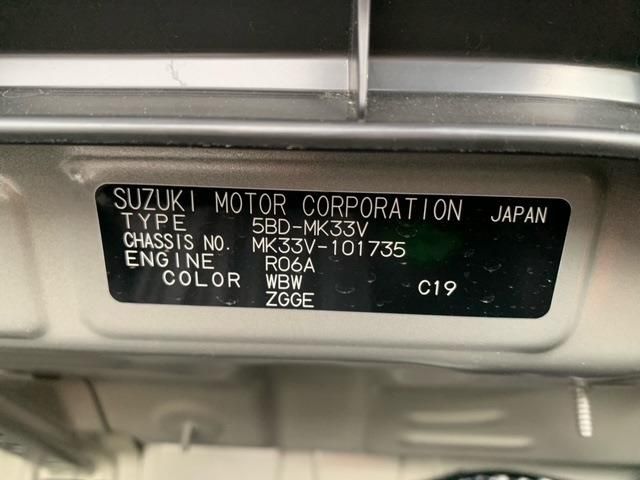 SUZUKI MOTOR CORPORATION JAPAN
TYPE 5BD-MK33V
CHASSIS NO. MK33V-101735
ENGINE R06A
COLOR WBW C19
ZGGE